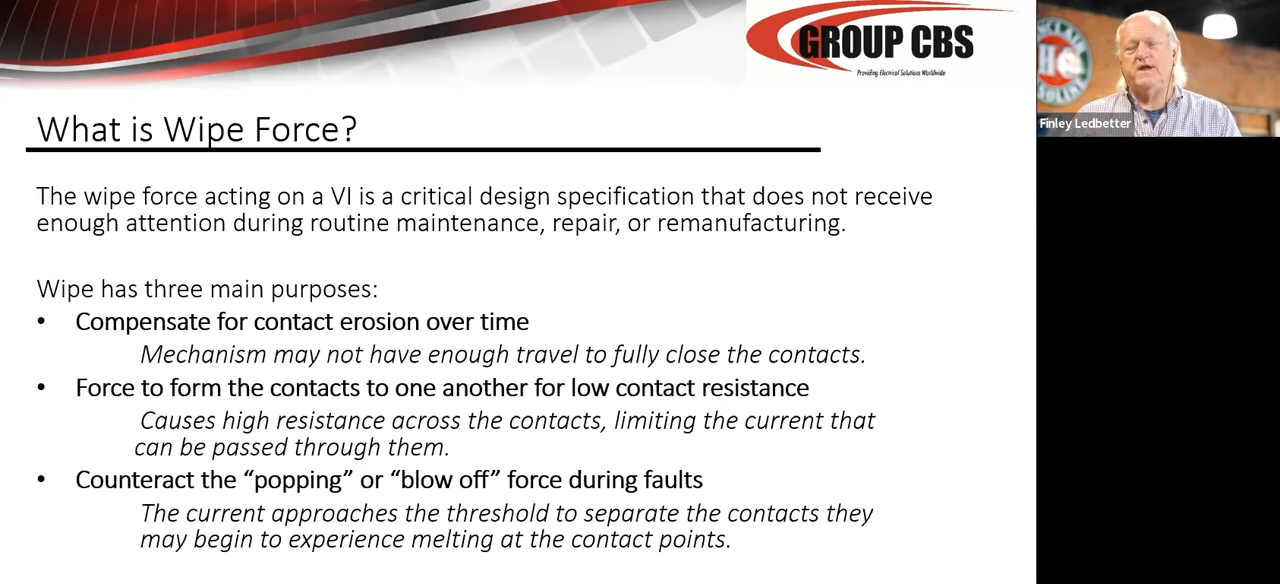 GROUP CBS
Providing Electrical Solutions Worldwide
What is Wipe Force?
The wipe force acting on a VI is a critical design specification that does not receive
enough attention during routine maintenance, repair, or remanufacturing.
Wipe has three main purposes:
• Compensate for contact erosion over time
Mechanism may not have enough travel to fully close the contacts.
• Force to form the contacts to one another for low contact resistance
Causes high resistance across the contacts, limiting the current that
can be passed through them.
• Counteract the “popping” or “blow off” force during faults
The current approaches the threshold to separate the contacts they
may begin to experience melting at the contact points.
Finley Ledbetter